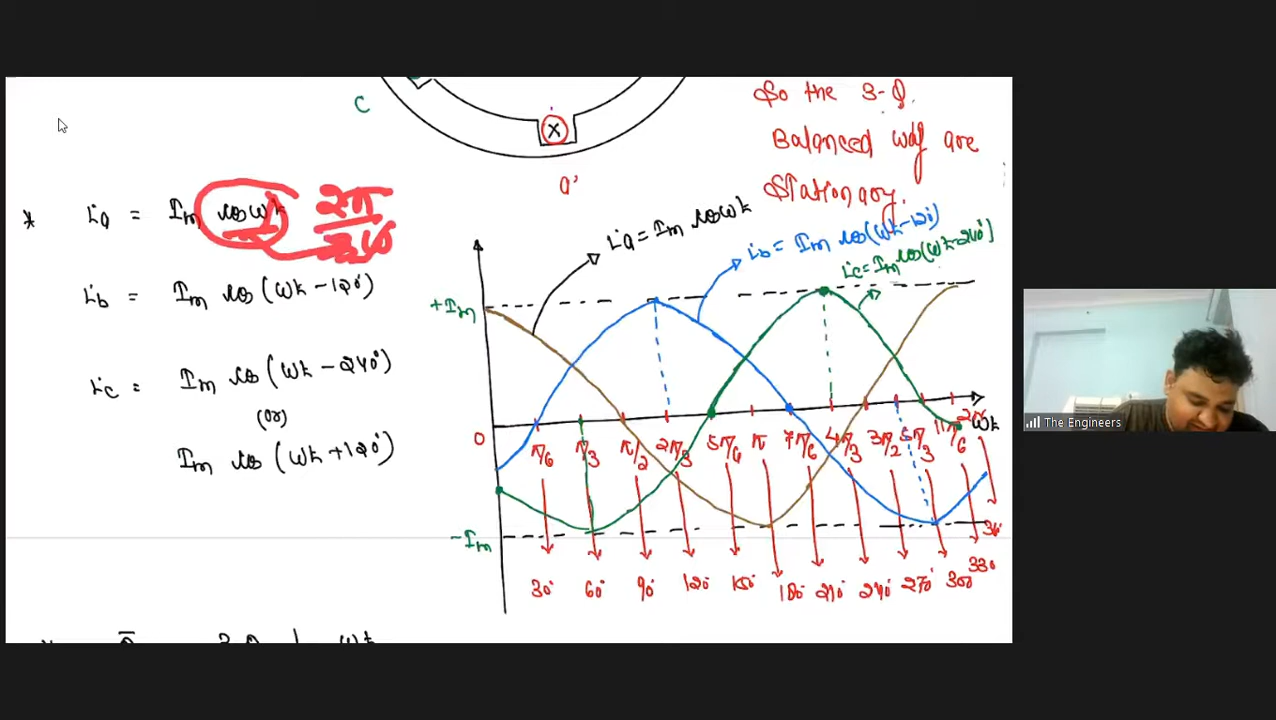 C
X
a'
So the 3-Φ
Balanced wdg are
Stationary.
* ia = Im cos ωt 2π
ib = Im cos (ωt - 120°)
ic = Im cos (ωt - 240°)
(or)
Im cos (ωt + 120°)
ia = Im cos ωt
ib = Im cos (ωt - 120°)
ic = Im cos (ωt - 240°)
+Im
0
-Im
π/6 π/3 π/2 2π/3 5π/6 π 7π/6 4π/3 3π/2 5π/3 11π/6 2π
ωt
30° 60° 90° 120° 150° 180° 210° 240° 270° 300 330
The Engineers